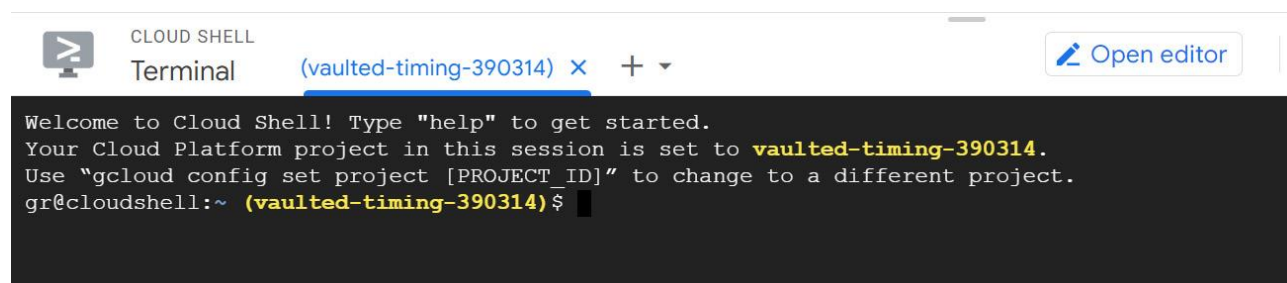 CLOUD SHELL
Terminal
(vaulted-timing-390314)
Open editor
Welcome to Cloud Shell! Type "help" to get started.
Your Cloud Platform project in this session is set to vaulted-timing-390314.
Use “gcloud config set project [PROJECT_ID]” to change to a different project.
gr@cloudshell:~ (vaulted-timing-390314)$